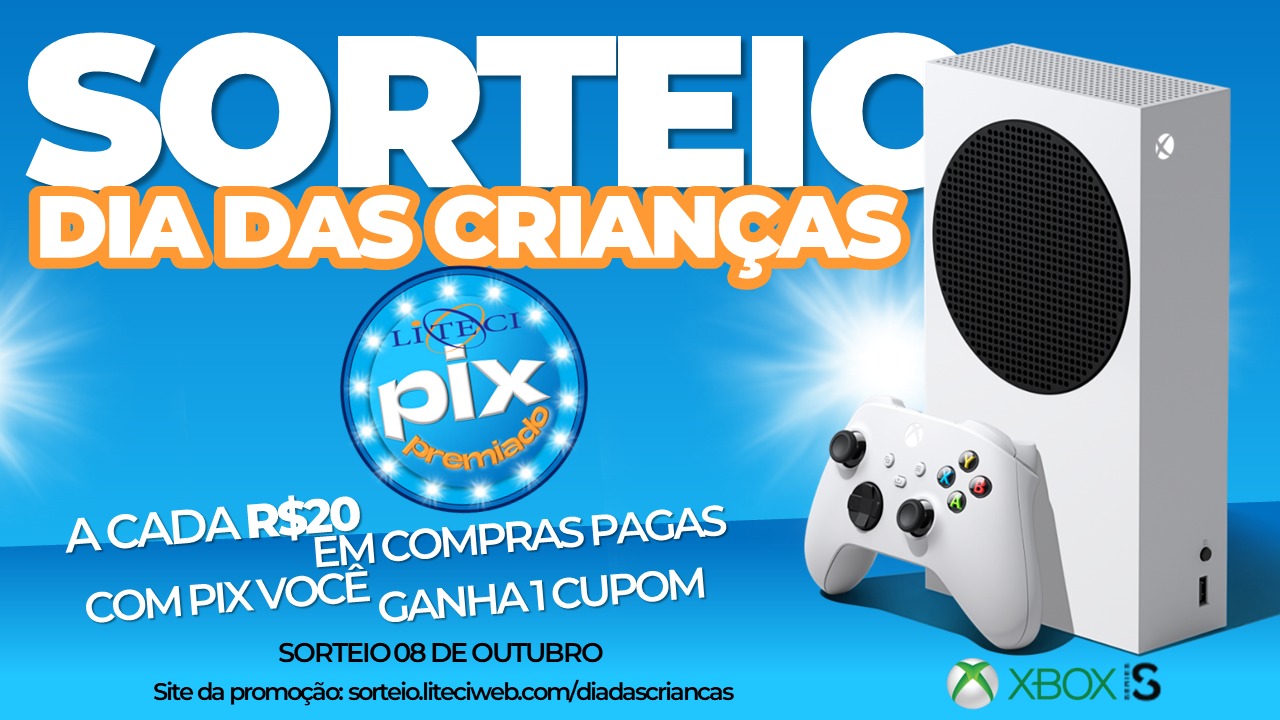 SORTEIO
DIA DAS CRIANÇAS
LITECI
pix
premiado
A CADA R$20
EM COMPRAS PAGAS
COM PIX VOCÊ
GANHA 1 CUPOM
SORTEIO 08 DE OUTUBRO
Site da promoção: sorteio.liteciweb.com/diadascriancas
Y
X B
A
XBOX SERIES S